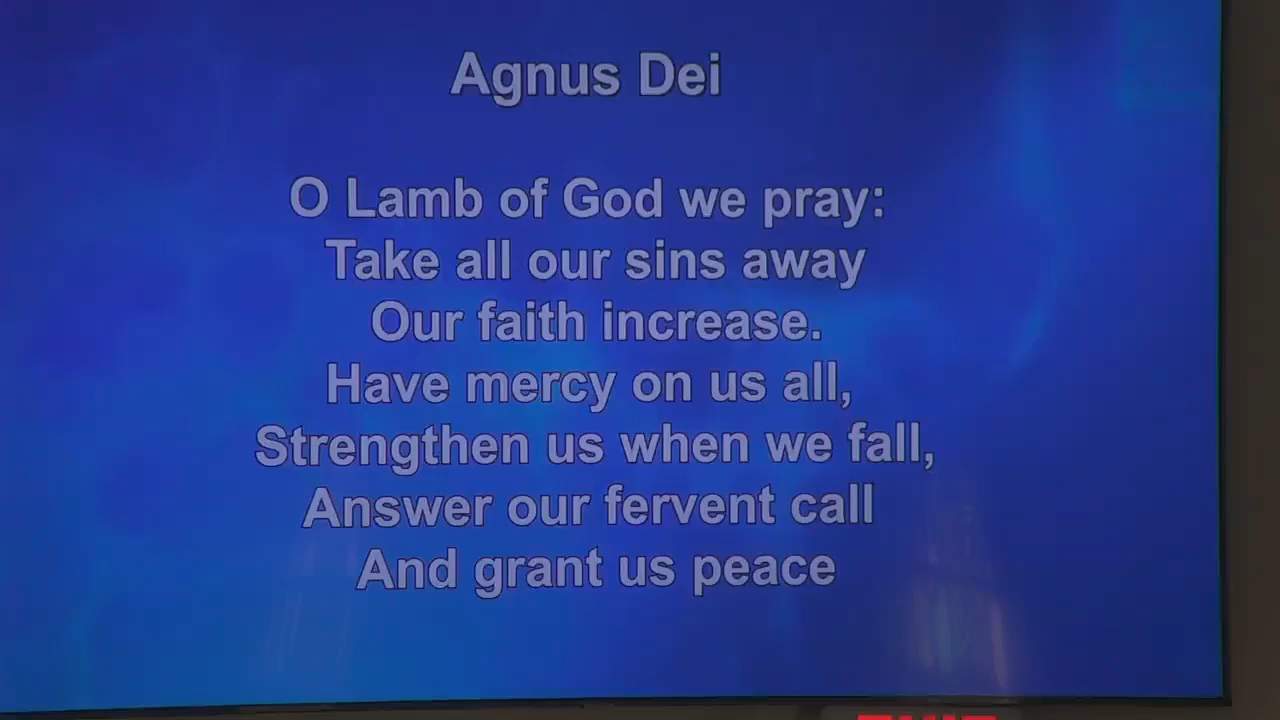 Agnus Dei
O Lamb of God we pray:
Take all our sins away
Our faith increase.
Have mercy on us all,
Strengthen us when we fall,
Answer our fervent call
And grant us peace